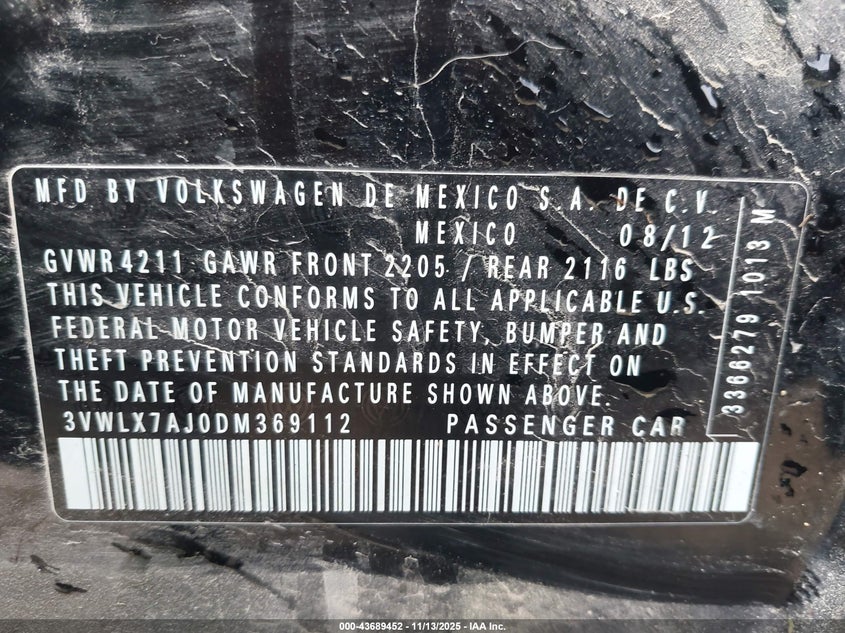 MFD BY VOLKSWAGEN DE MEXICO S.A. DE C.V.
MEXICO 08/12
GVWR 4211 GAWR FRONT 2205 / REAR 2116 LBS
THIS VEHICLE CONFORMS TO ALL APPLICABLE U.S.
FEDERAL MOTOR VEHICLE SAFETY, BUMPER AND
THEFT PREVENTION STANDARDS IN EFFECT ON
THE DATE OF MANUFACTURE SHOWN ABOVE.
3VWLX7AJ0DM369112 PASSENGER CAR
3366279 1013 M
000-43689452 - 11/13/2025 - IAA Inc.